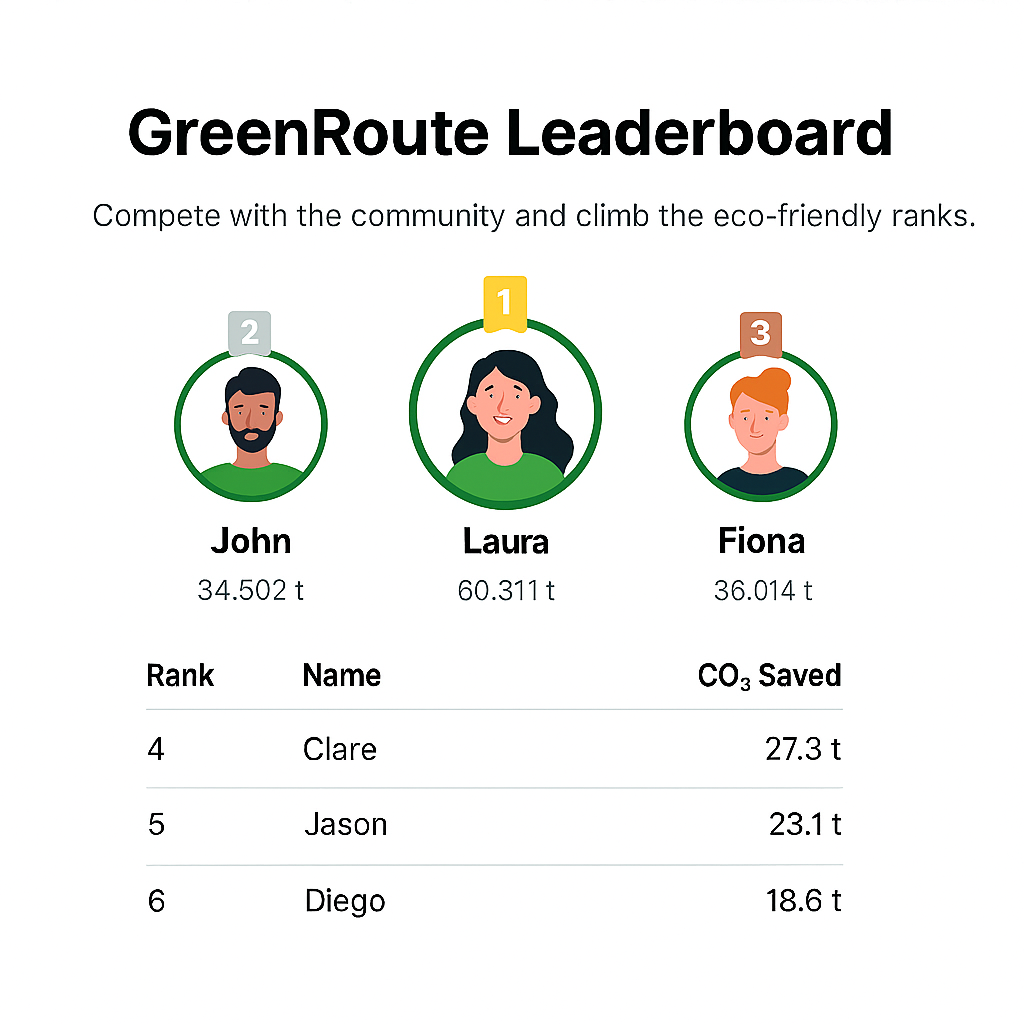 GreenRoute Leaderboard
Compete with the community and climb the eco-friendly ranks.
2 1 3
John Laura Fiona
34.502 t 60.311 t 36.014 t
Rank Name CO₃ Saved
4 Clare 27.3 t
5 Jason 23.1 t
6 Diego 18.6 t